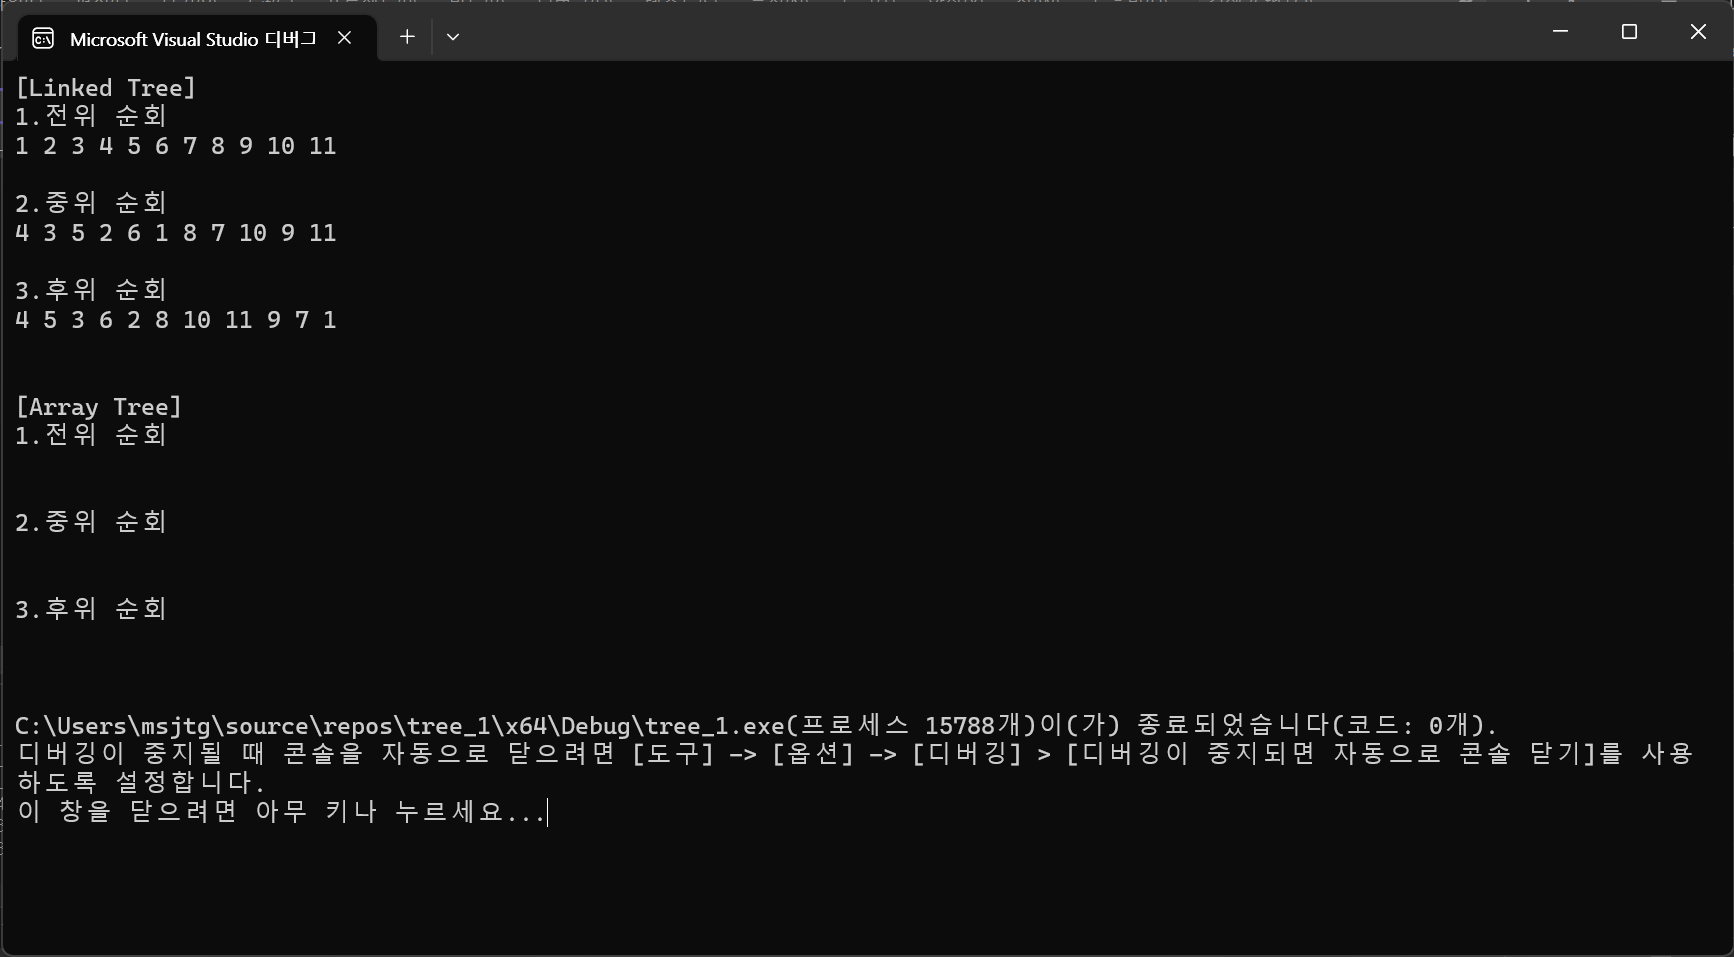 Microsoft Visual Studio 디버그
[Linked Tree]
1.전위 순회
1 2 3 4 5 6 7 8 9 10 11
2.중위 순회
4 3 5 2 6 1 8 7 10 9 11
3.후위 순회
4 5 3 6 2 8 10 11 9 7 1
[Array Tree]
1.전위 순회
2.중위 순회
3.후위 순회
C:\Users\msjtg\source\repos\tree_1\x64\Debug\tree_1.exe(프로세스 15788개)이(가) 종료되었습니다(코드: 0개).
디버깅이 중지될 때 콘솔을 자동으로 닫으려면 [도구] -> [옵션] -> [디버깅] > [디버깅이 중지되면 자동으로 콘솔 닫기]를 사용
하도록 설정합니다.
이 창을 닫으려면 아무 키나 누르세요...